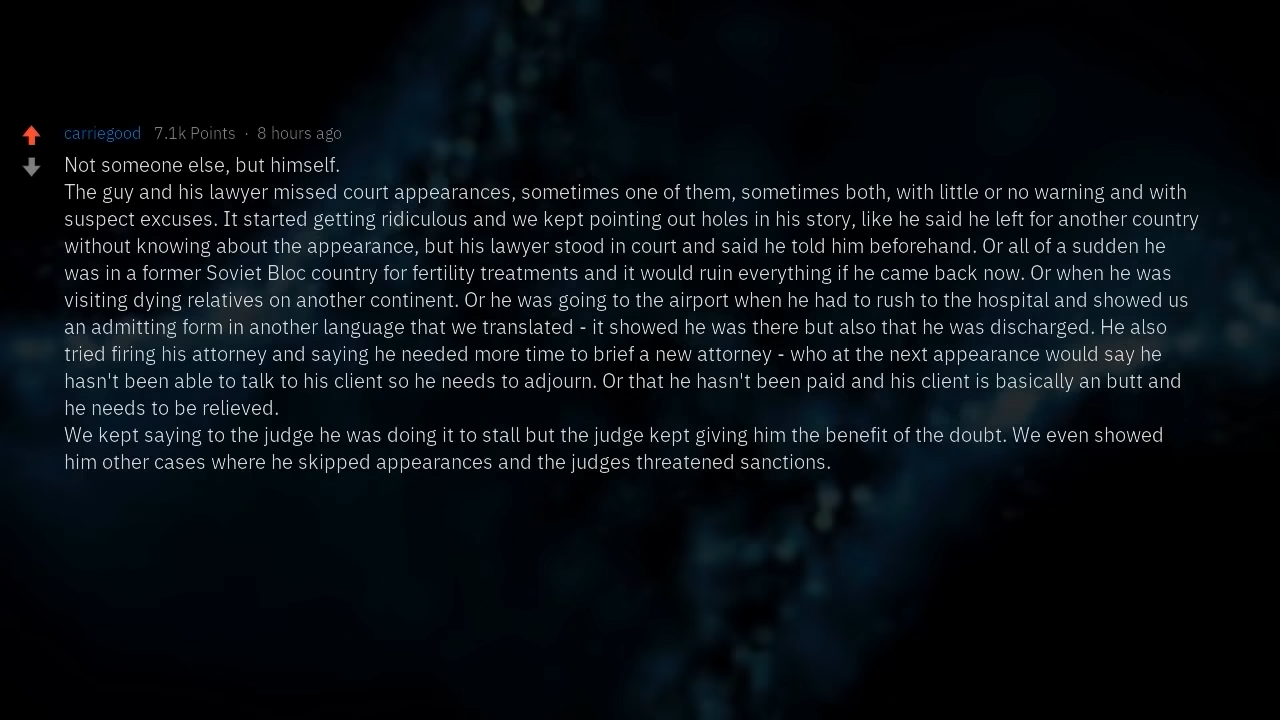 carriegood 7.1k Points · 8 hours ago
Not someone else, but himself.
The guy and his lawyer missed court appearances, sometimes one of them, sometimes both, with little or no warning and with
suspect excuses. It started getting ridiculous and we kept pointing out holes in his story, like he said he left for another country
without knowing about the appearance, but his lawyer stood in court and said he told him beforehand. Or all of a sudden he
was in a former Soviet Bloc country for fertility treatments and it would ruin everything if he came back now. Or when he was
visiting dying relatives on another continent. Or he was going to the airport when he had to rush to the hospital and showed us
an admitting form in another language that we translated - it showed he was there but also that he was discharged. He also
tried firing his attorney and saying he needed more time to brief a new attorney - who at the next appearance would say he
hasn't been able to talk to his client so he needs to adjourn. Or that he hasn't been paid and his client is basically an butt and
he needs to be relieved.
We kept saying to the judge he was doing it to stall but the judge kept giving him the benefit of the doubt. We even showed
him other cases where he skipped appearances and the judges threatened sanctions.